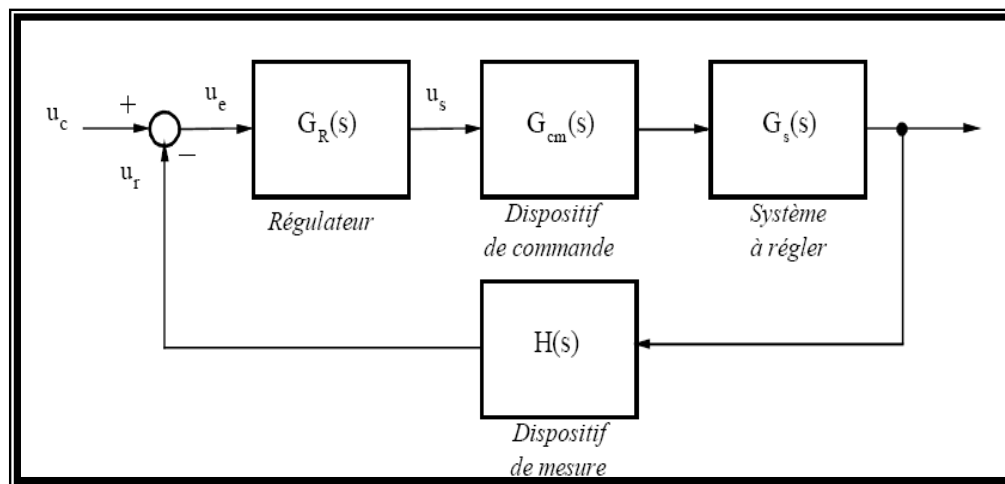 u_c
+
u_r
−
u_e
G_R(s)
Régulateur
u_s
G_cm(s)
Dispositif
de commande
G_s(s)
Système
à régler
H(s)
Dispositif
de mesure